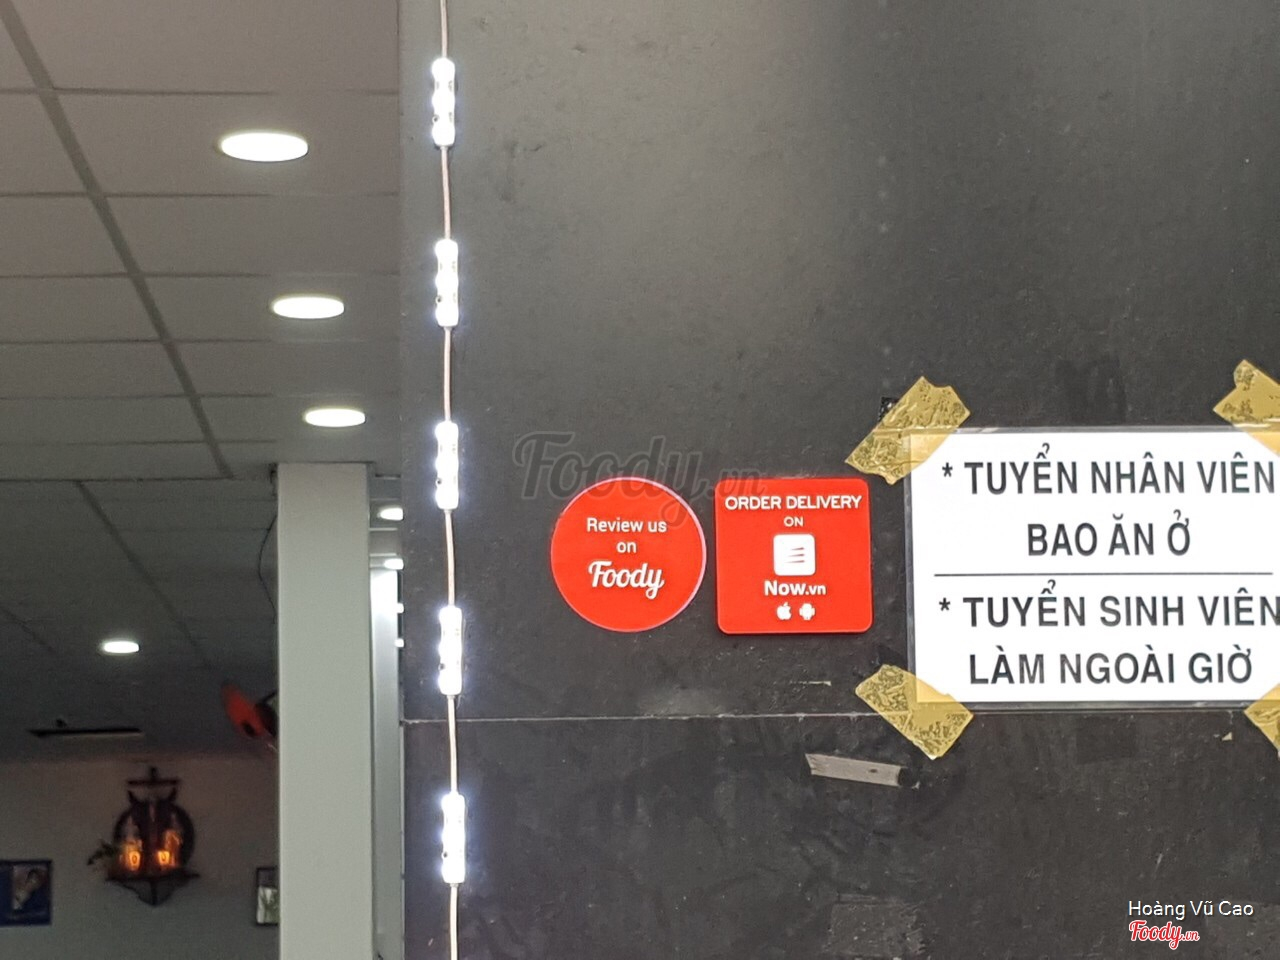 Foody.vn
Review us
on
Foody
ORDER DELIVERY
ON
Now.vn
* TUYỂN NHÂN VIÊN
BAO ĂN Ở
* TUYỂN SINH VIÊN
LÀM NGOÀI GIỜ
Hoàng Vũ Cao
Foody.vn